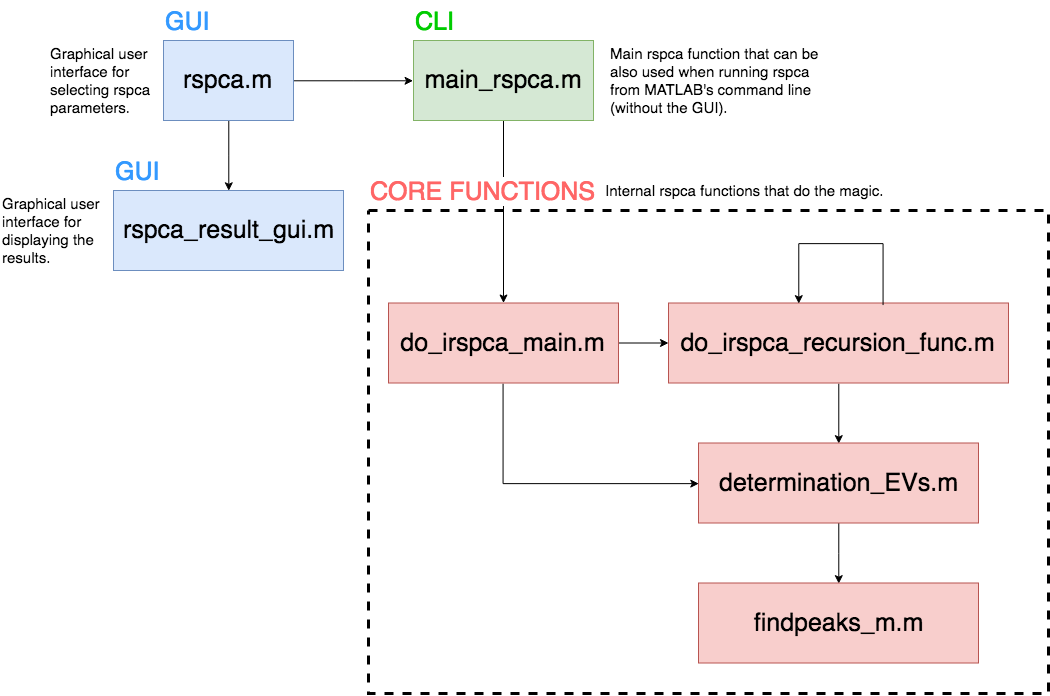 GUI
Graphical user
interface for
selecting rspca
parameters.
rspca.m
CLI
main_rspca.m
Main rspca function that can be
also used when running rspca
from MATLAB's command line
(without the GUI).
GUI
Graphical user
interface for
displaying the
results.
rspca_result_gui.m
CORE FUNCTIONS
Internal rspca functions that do the magic.
do_irspca_main.m
do_irspca_recursion_func.m
determination_EVs.m
findpeaks_m.m